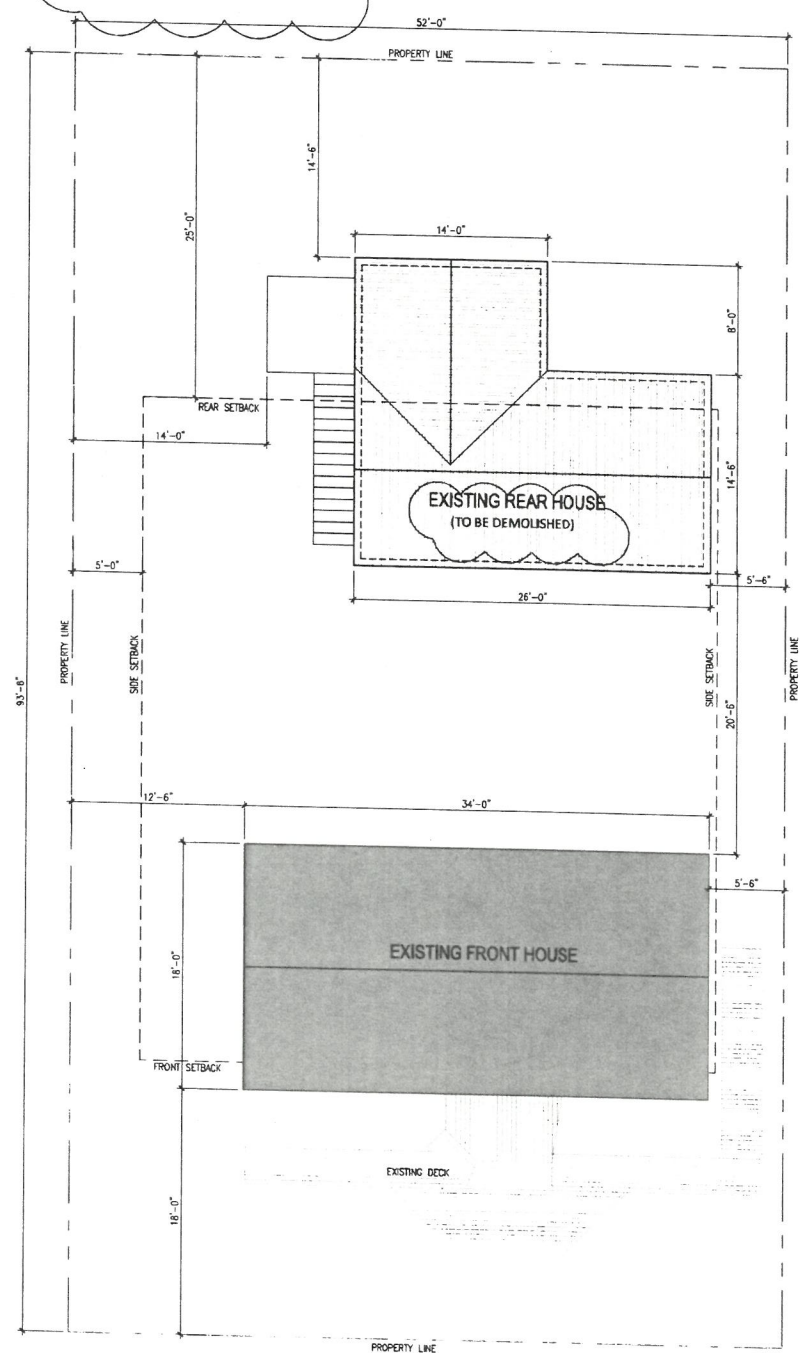 52'-0"
PROPERTY LINE
14'-6"
25'-0"
14'-0"
8'-0"
REAR SETBACK
14'-0"
14'-6"
EXISTING REAR HOUSE
(TO BE DEMOLISHED)
5'-0"
5'-6"
26'-0"
PROPERTY LINE
SIDE SETBACK
SIDE SETBACK
PROPERTY LINE
93'-8"
20'-6"
12'-6"
34'-0"
5'-6"
EXISTING FRONT HOUSE
18'-0"
FRONT SETBACK
EXISTING DECK
18'-0"
PROPERTY LINE